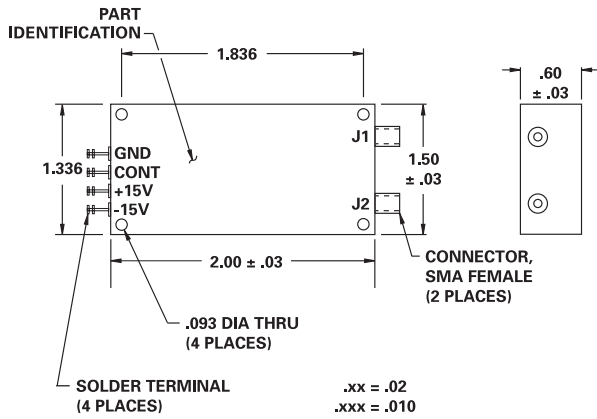 PART
IDENTIFICATION
1.836
.60
± .03
J1
GND
CONT
+15V
-15V
1.336
1.50
± .03
J2
2.00 ± .03
CONNECTOR,
SMA FEMALE
(2 PLACES)
.093 DIA THRU
(4 PLACES)
SOLDER TERMINAL
(4 PLACES)
.xx = .02
.xxx = .010